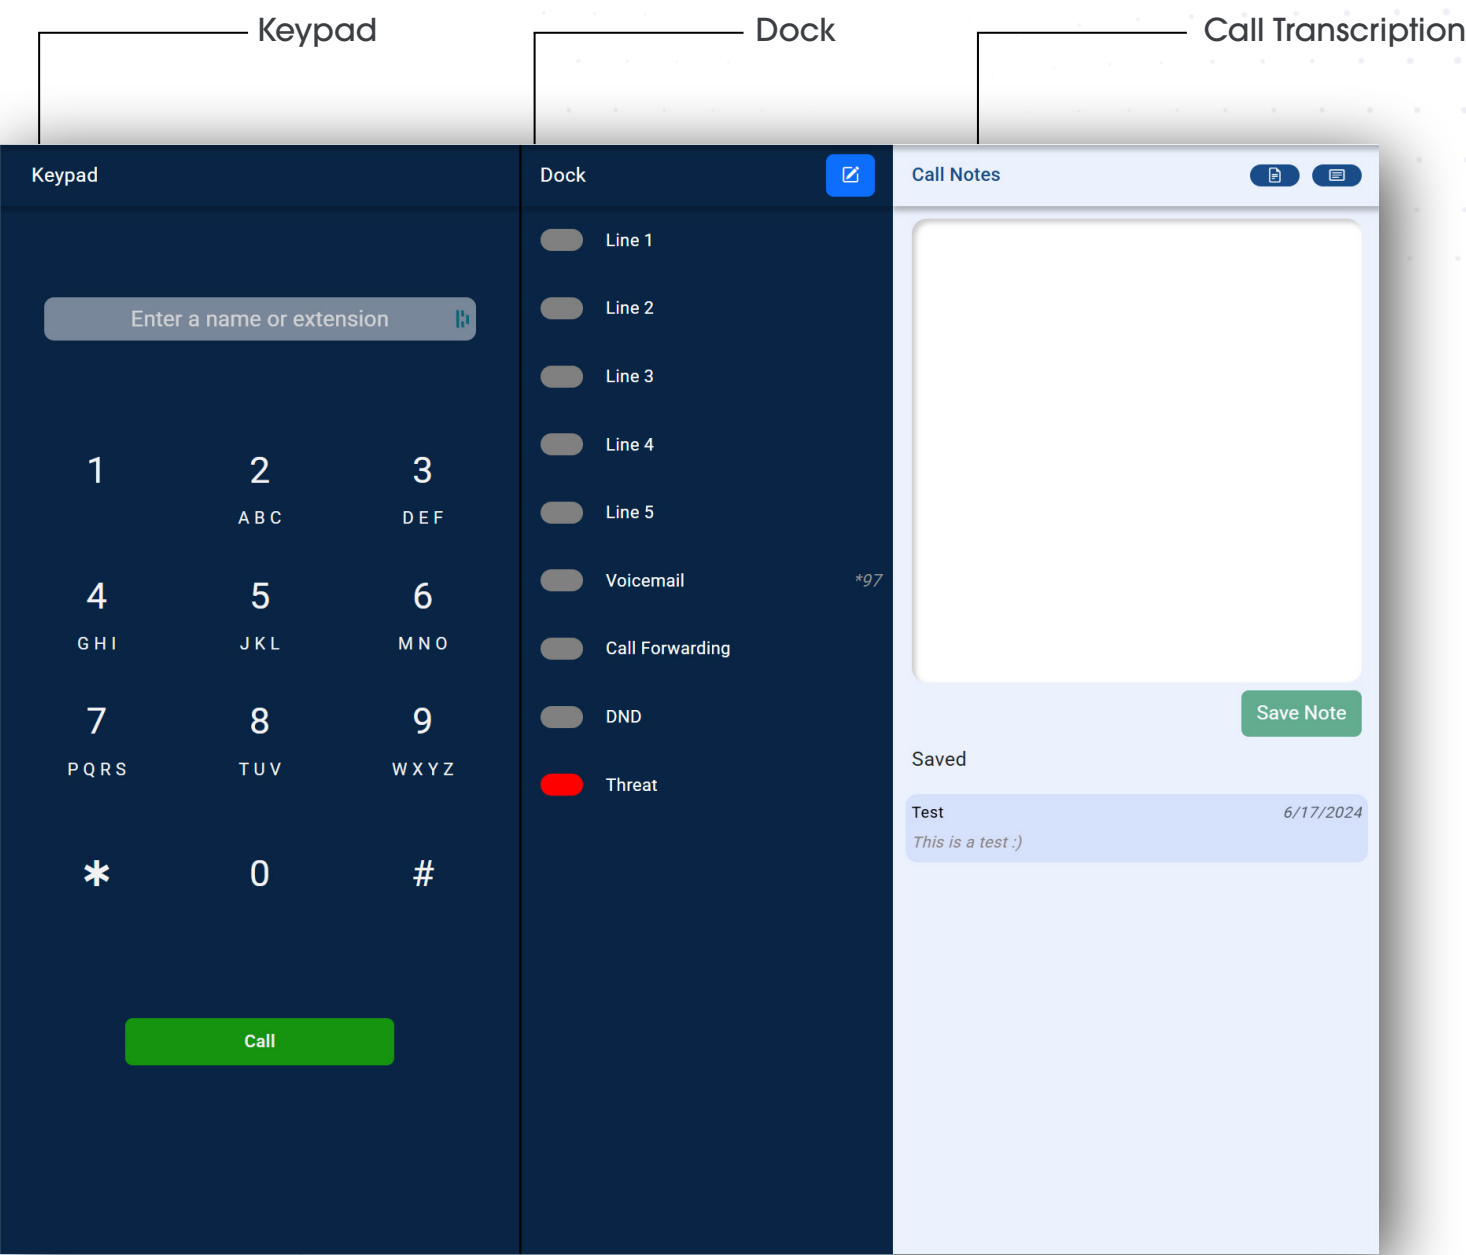 Keypad
Dock
Call Transcription
Keypad
Enter a name or extension
1
2
3
ABC
DEF
4
5
6
GHI
JKL
MNO
7
8
9
PQRS
TUV
WXYZ
*
0
#
Call
Dock
Line 1
Line 2
Line 3
Line 4
Line 5
Voicemail *97
Call Forwarding
DND
Threat
Call Notes
Save Note
Saved
Test 6/17/2024
This is a test :)